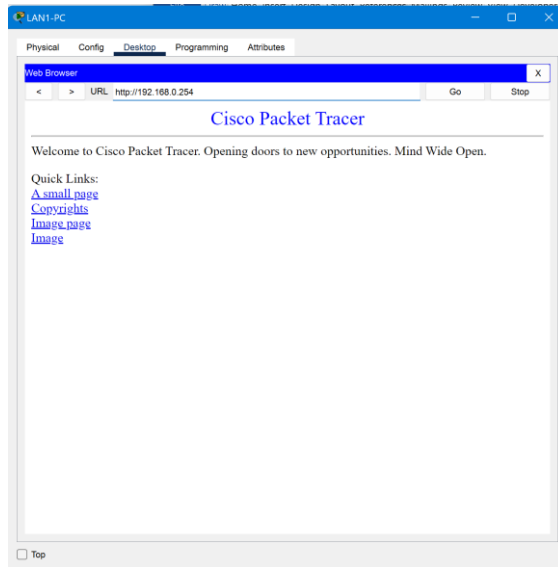 LAN1-PC
Physical Config Desktop Programming Attributes
Web Browser X
< > URL http://192.168.0.254 Go Stop
Cisco Packet Tracer
Welcome to Cisco Packet Tracer. Opening doors to new opportunities. Mind Wide Open.
Quick Links:
A small page
Copyrights
Image page
Image
Top